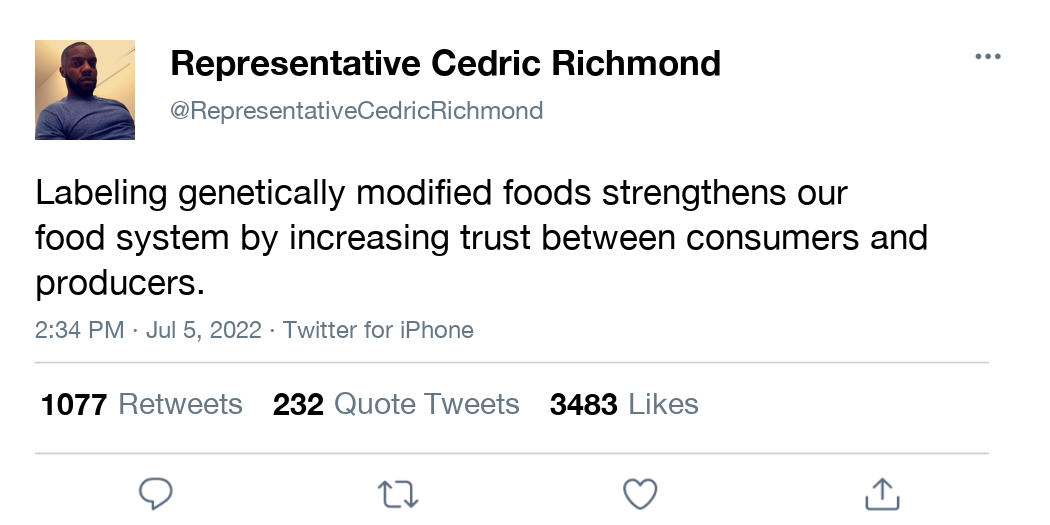 Representative Cedric Richmond
@RepresentativeCedricRichmond
Labeling genetically modified foods strengthens our
food system by increasing trust between consumers and
producers.
2:34 PM · Jul 5, 2022 · Twitter for iPhone
1077 Retweets 232 Quote Tweets 3483 Likes